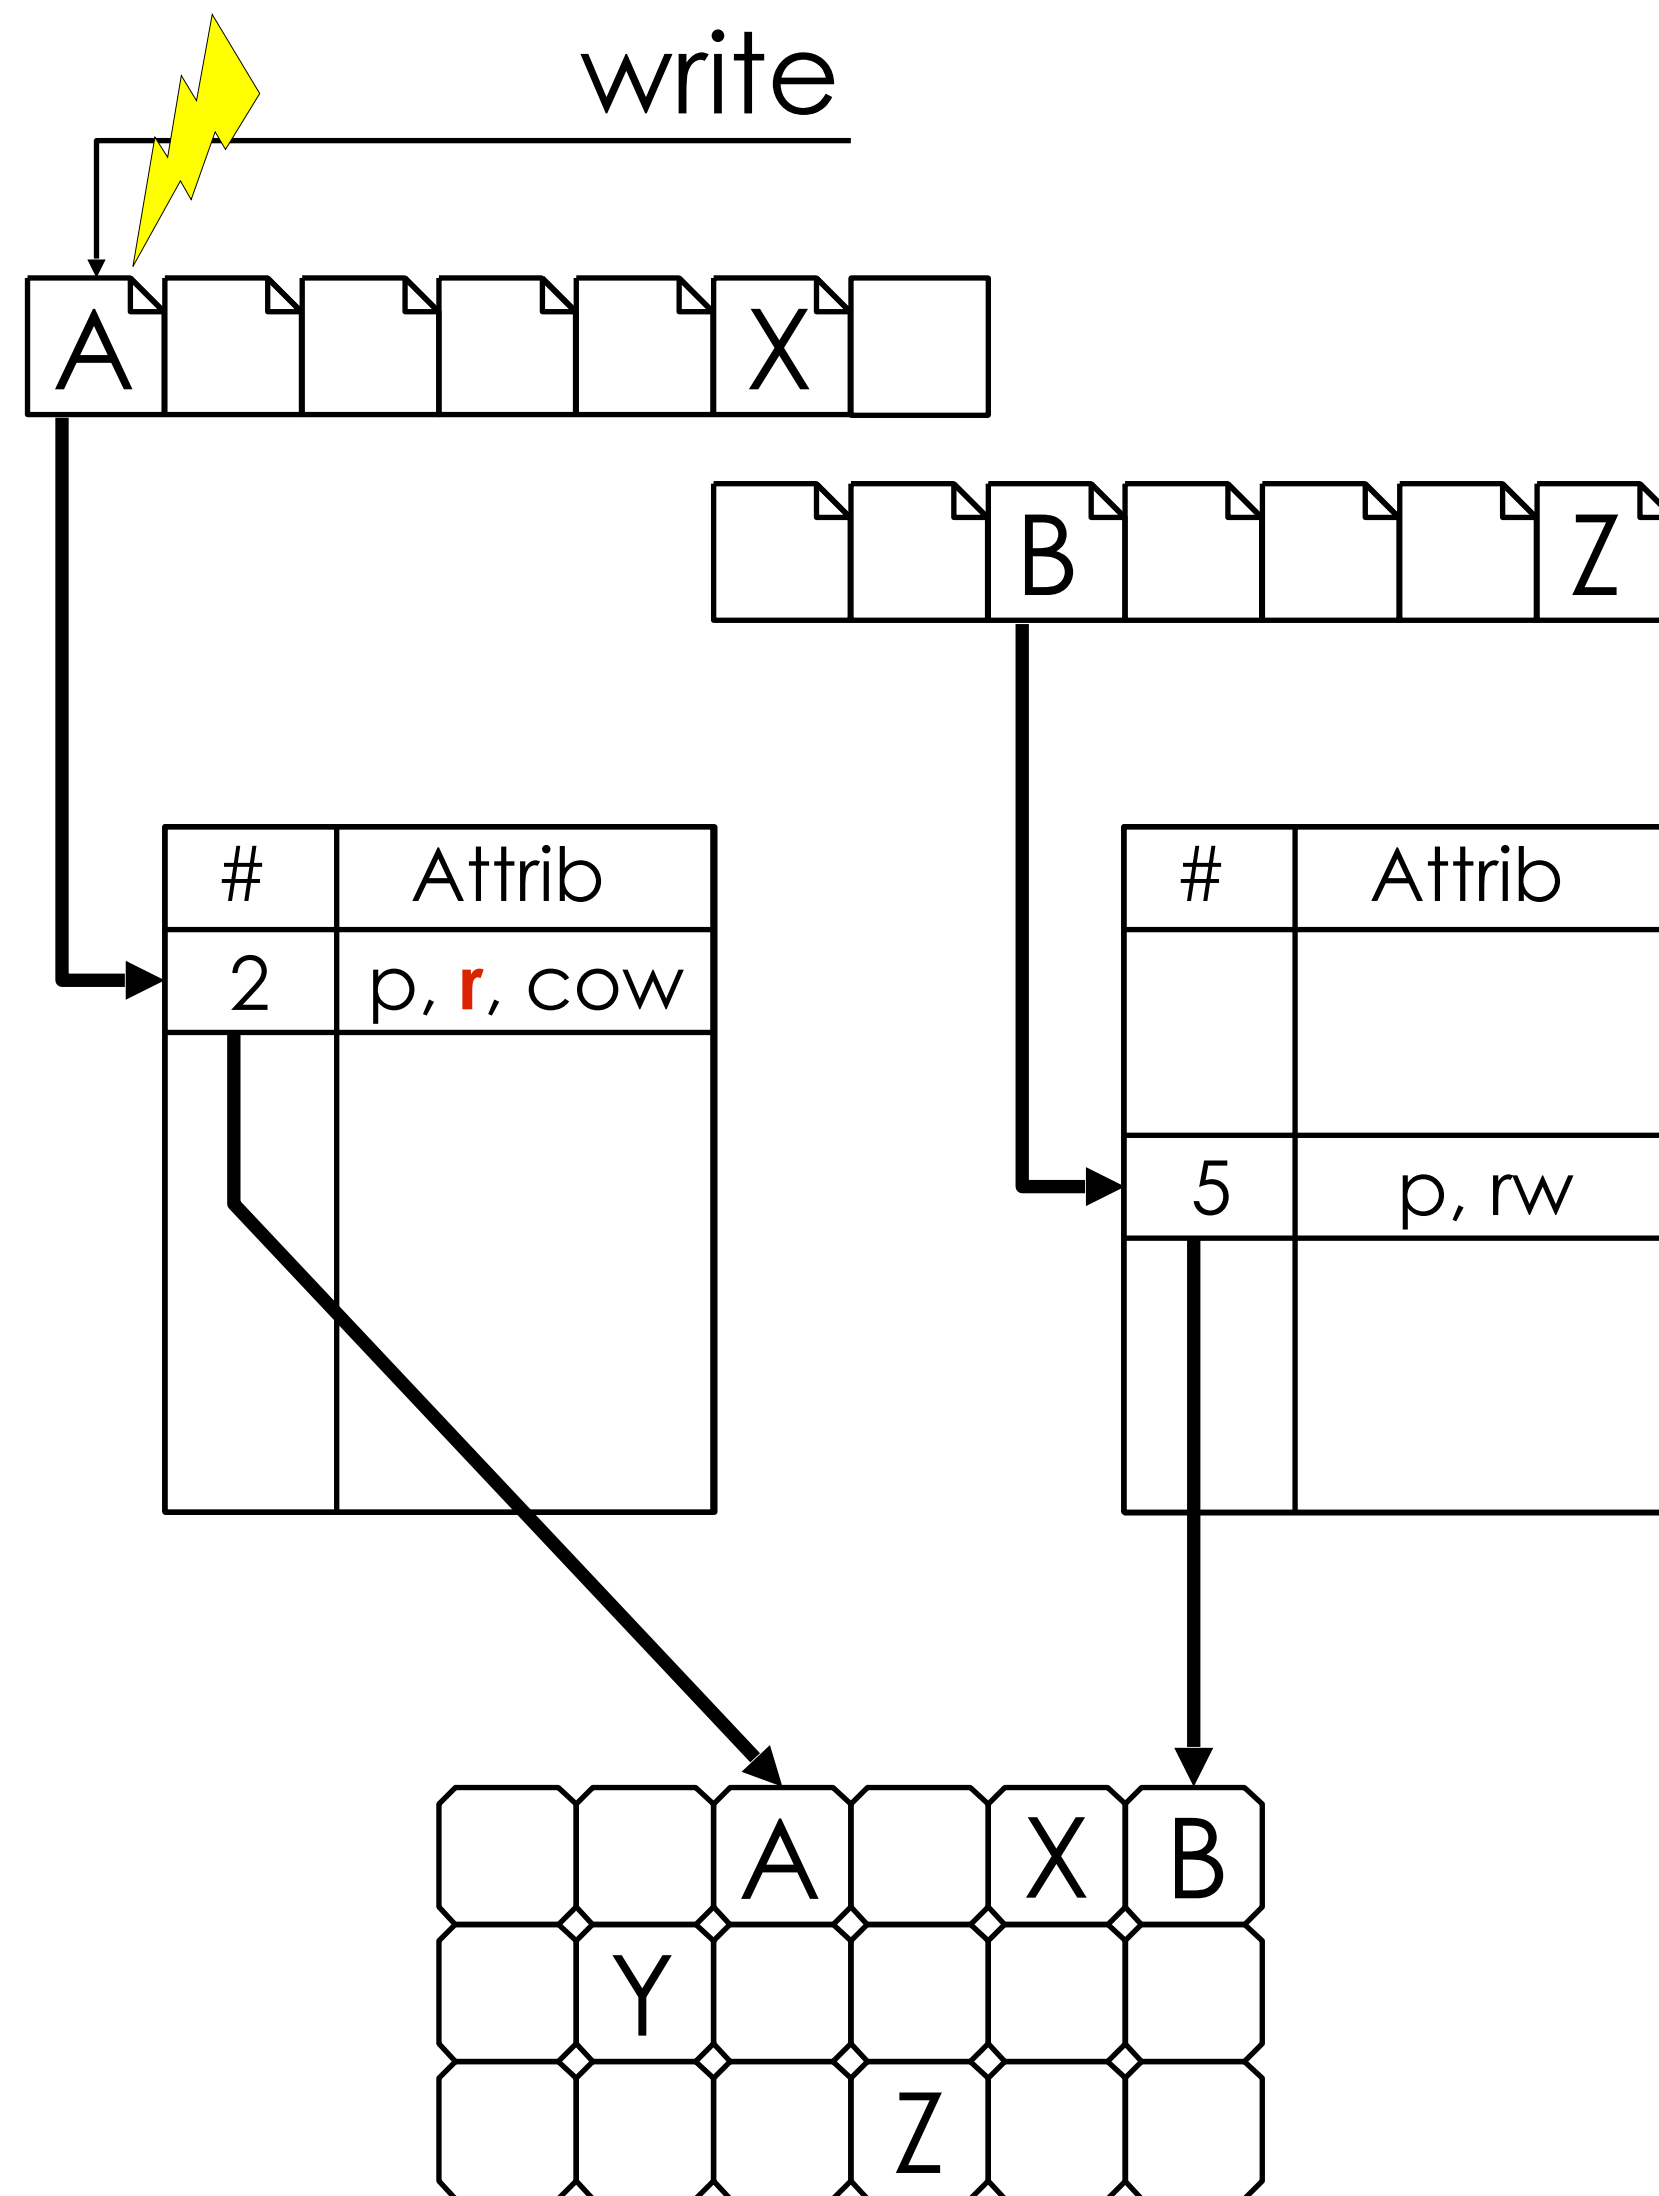 write
A X
B Z
# Attrib
2 p, r, cow
# Attrib
5 p, rw
A X B
Y
Z